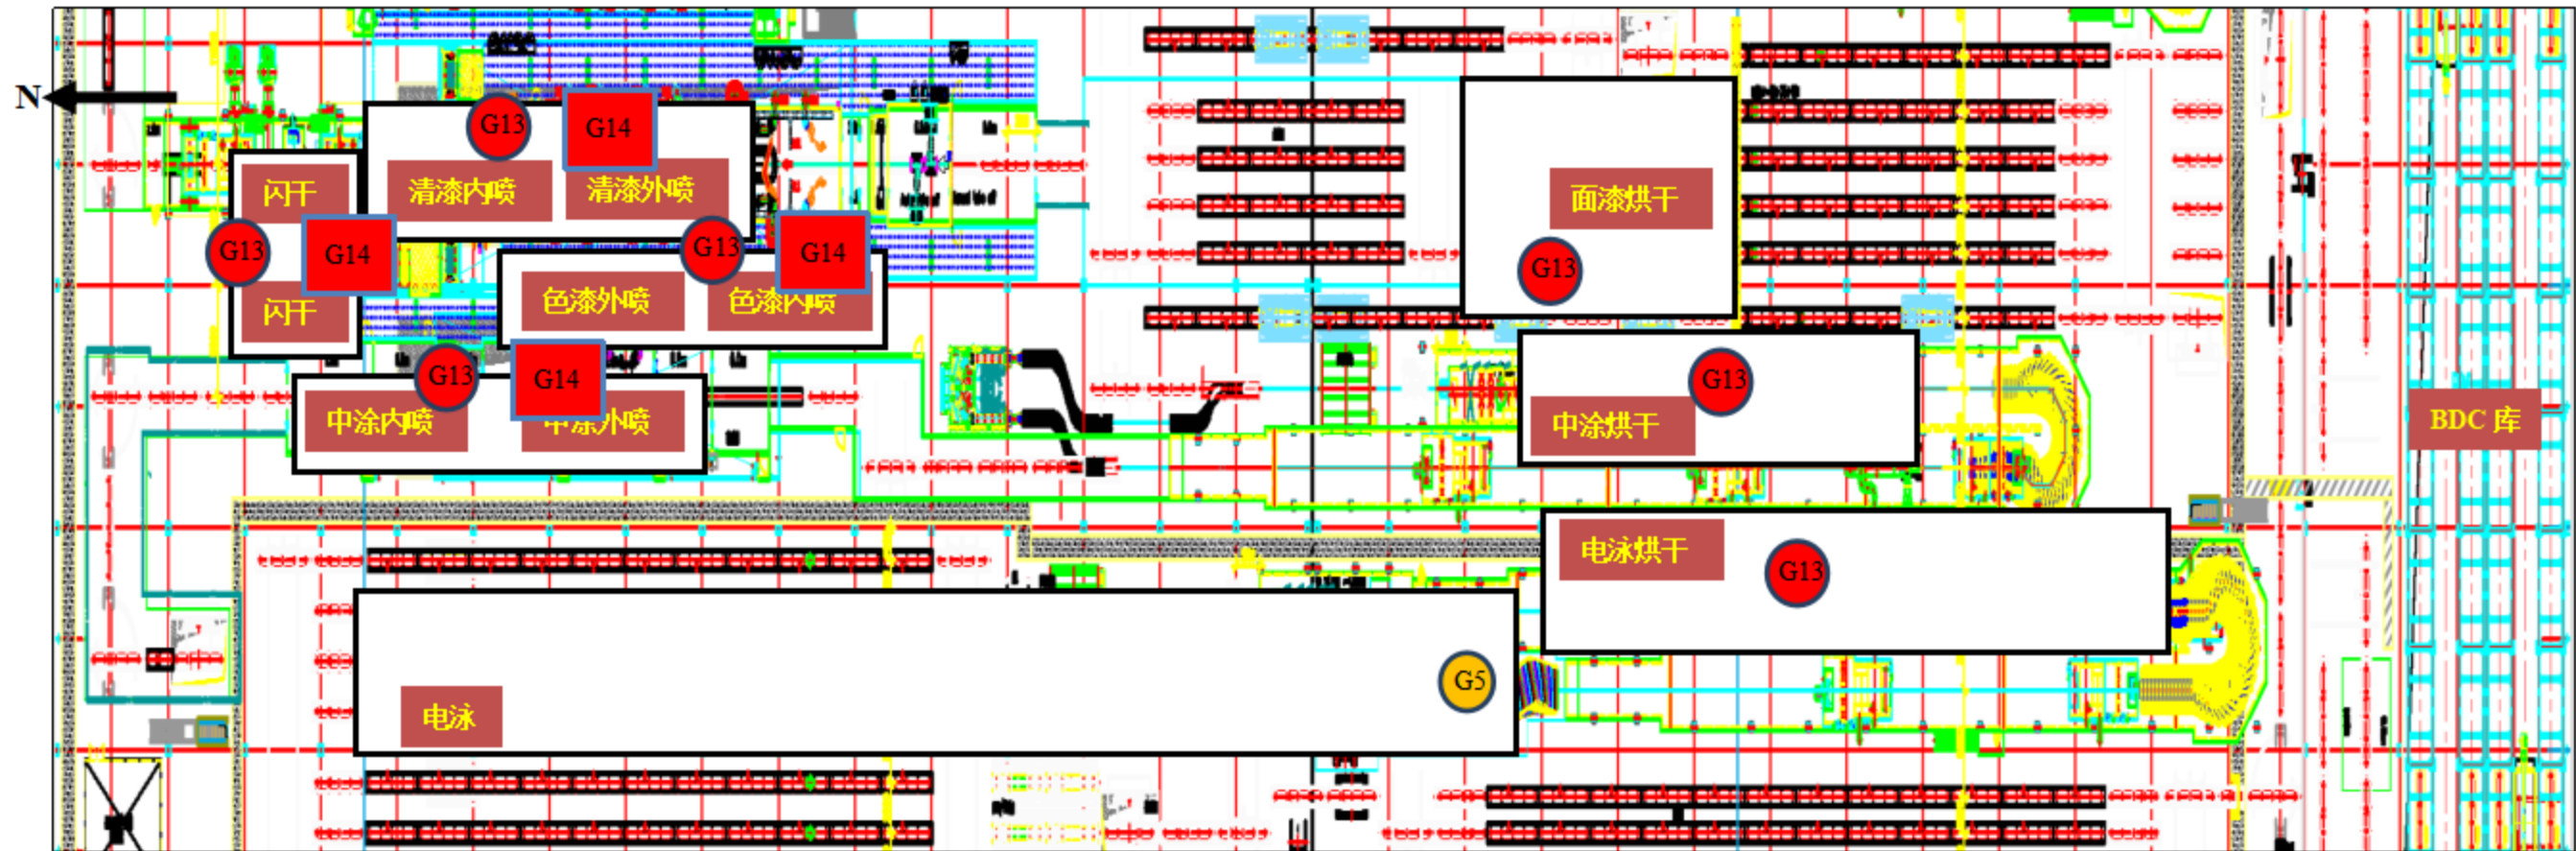 N
G13
G14
闪干
清漆内喷
清漆外喷
面漆烘干
G13
G14
G13
G14
G13
闪干
色漆外喷
色漆内喷
G13
G14
G13
中涂内喷
中涂外喷
中涂烘干
BDC 库
电泳烘干
G13
G5
电泳